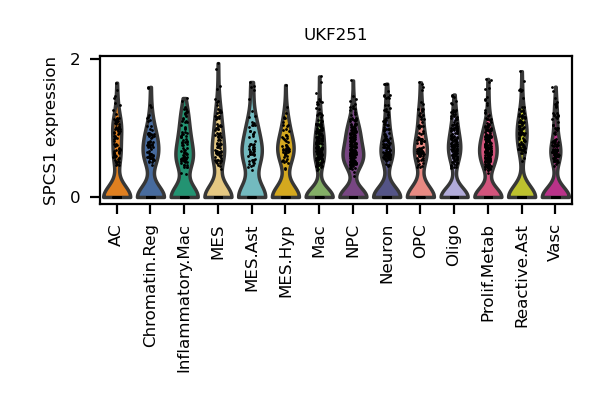 UKF251
SPCS1 expression
2
0
AC
Chromatin.Reg
Inflammatory.Mac
MES
MES.Ast
MES.Hyp
Mac
NPC
Neuron
OPC
Oligo
Prolif.Metab
Reactive.Ast
Vasc